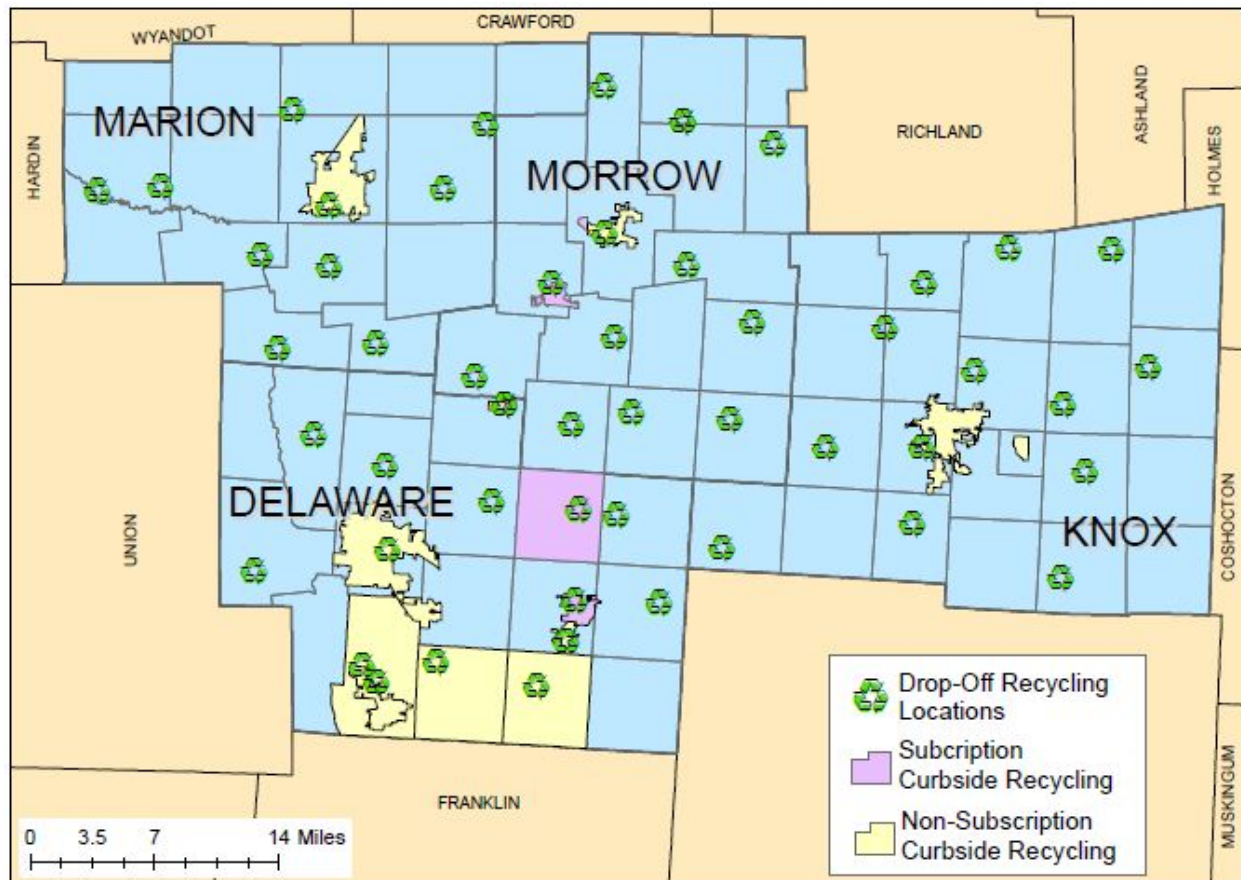 WYANDOT
CRAWFORD
MARION
MORROW
RICHLAND
ASHLAND
HOLMES
HARDIN
DELAWARE
KNOX
UNION
COSHOCTON
FRANKLIN
MUSKINGUM
Drop-Off Recycling
Locations
Subcription
Curbside Recycling
Non-Subscription
Curbside Recycling
0 3.5 7 14 Miles